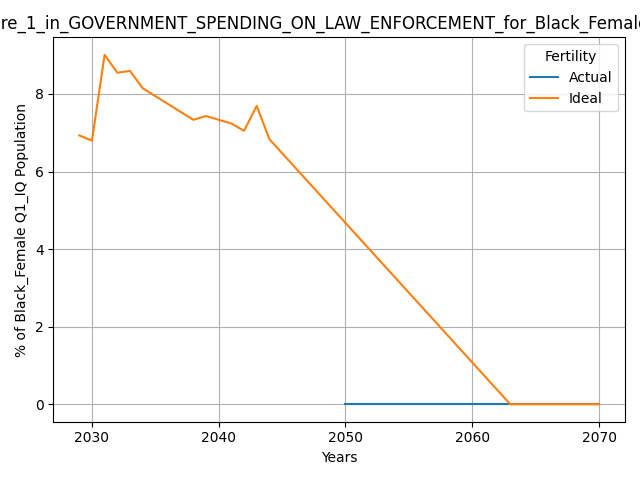 re_1_in_GOVERNMENT_SPENDING_ON_LAW_ENFORCEMENT_for_Black_Female
Fertility
Actual
Ideal
% of Black_Female Q1_IQ Population
8
6
4
2
0
2030 2040 2050 2060 2070
Years